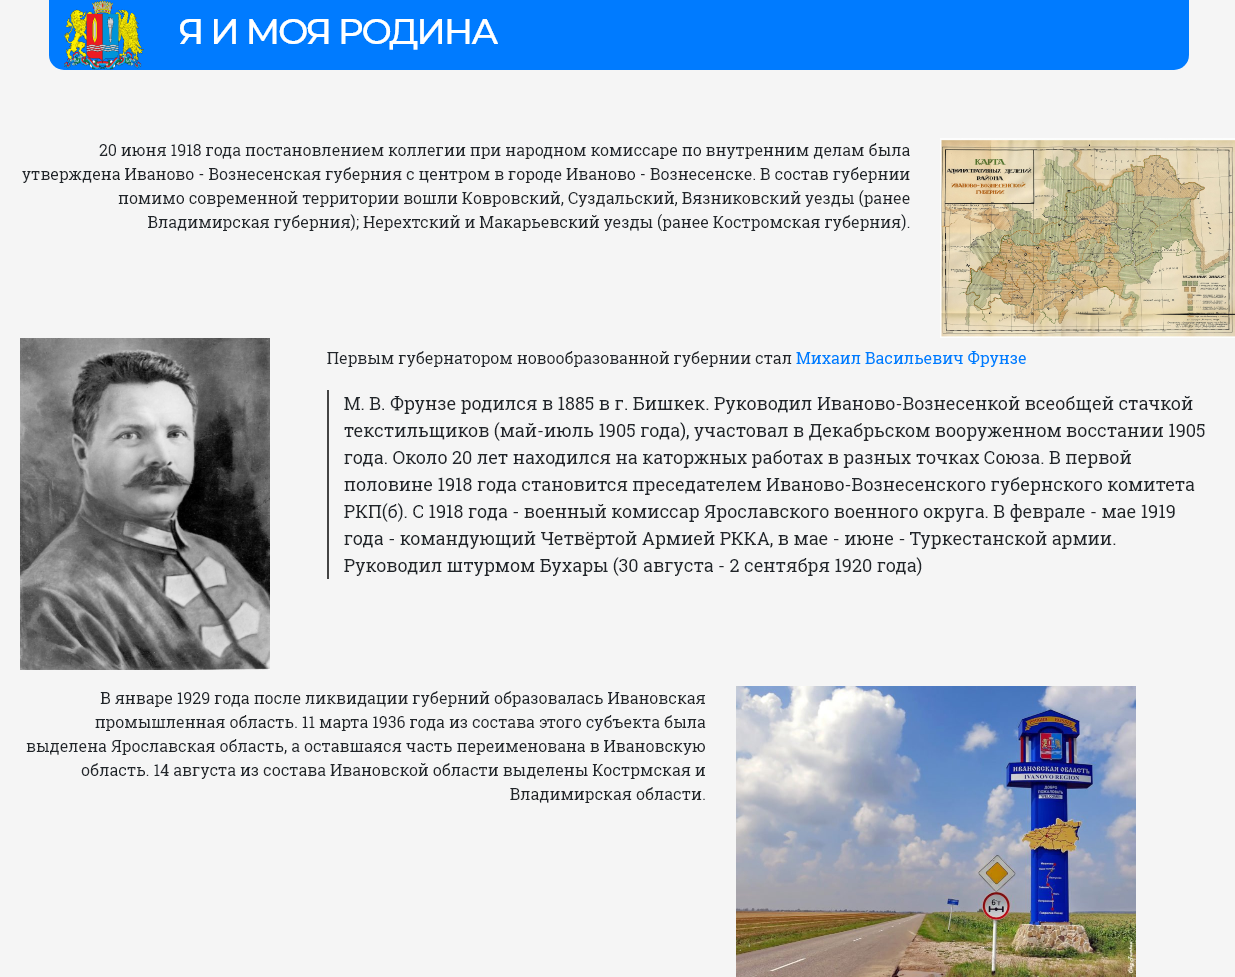 Я И МОЯ РОДИНА
20 июня 1918 года постановлением коллегии при народном комиссаре по внутренним делам была
утверждена Иваново - Вознесенская губерния с центром в городе Иваново - Вознесенске. В состав губернии
помимо современной территории вошли Ковровский, Суздальский, Вязниковский уезды (ранее
Владимирская губерния); Нерехтский и Макарьевский уезды (ранее Костромская губерния).
КАРТА
АДМИНИСТРАТИВНЫХ ДЕЛЕНИЙ
РАЙОНА
ИВАНОВО-ВОЗНЕСЕНСКОЙ
ГУБЕРНИИ
Первым губернатором новообразованной губернии стал Михаил Васильевич Фрунзе
М. В. Фрунзе родился в 1885 в г. Бишкек. Руководил Иваново-Вознесенкой всеобщей стачкой
текстильщиков (май-июль 1905 года), участовал в Декабрьском вооруженном восстании 1905
года. Около 20 лет находился на каторжных работах в разных точках Союза. В первой
половине 1918 года становится преседателем Иваново-Вознесенского губернского комитета
РКП(б). С 1918 года - военный комиссар Ярославского военного округа. В феврале - мае 1919
года - командующий Четвёртой Армией РККА, в мае - июне - Туркестанской армии.
Руководил штурмом Бухары (30 августа - 2 сентября 1920 года)
В январе 1929 года после ликвидации губерний образовалась Ивановская
промышленная область. 11 марта 1936 года из состава этого субъекта была
выделена Ярославская область, а оставшаяся часть переименована в Ивановскую
область. 14 августа из состава Ивановской области выделены Кострмская и
Владимирская области.
ИВАНОВСКАЯ ОБЛАСТЬ
IVANOVO REGION
ДОБРО
ПОЖАЛОВАТЬ
WELCOME
6 т